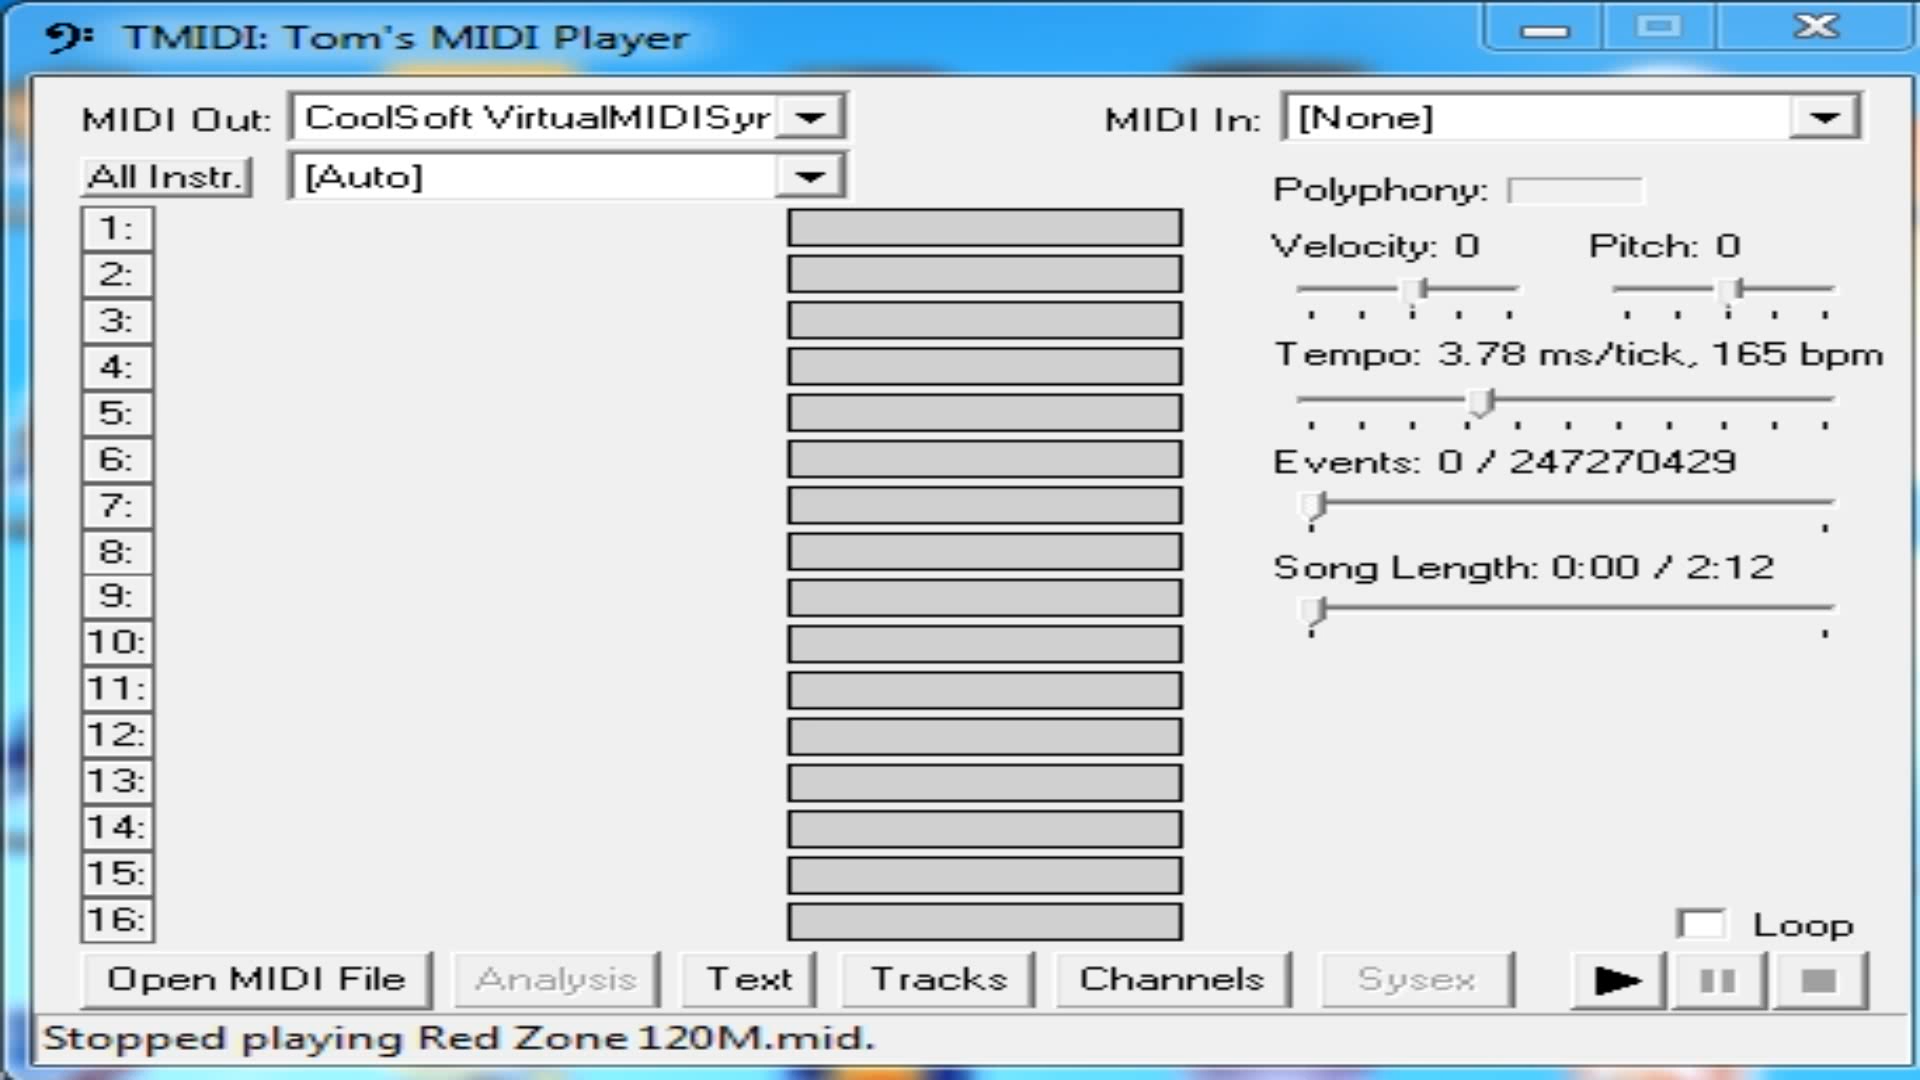 TMIDI: Tom's MIDI Player
MIDI Out: CoolSoft VirtualMIDISyr
MIDI In: [None]
All Instr. [Auto]
Polyphony:
Velocity: 0 Pitch: 0
Tempo: 3.78 ms/tick, 165 bpm
Events: 0 / 247270429
Song Length: 0:00 / 2:12
1:
2:
3:
4:
5:
6:
7:
8:
9:
10:
11:
12:
13:
14:
15:
16:
Loop
Open MIDI File Analysis Text Tracks Channels Sysex
Stopped playing Red Zone 120M.mid.